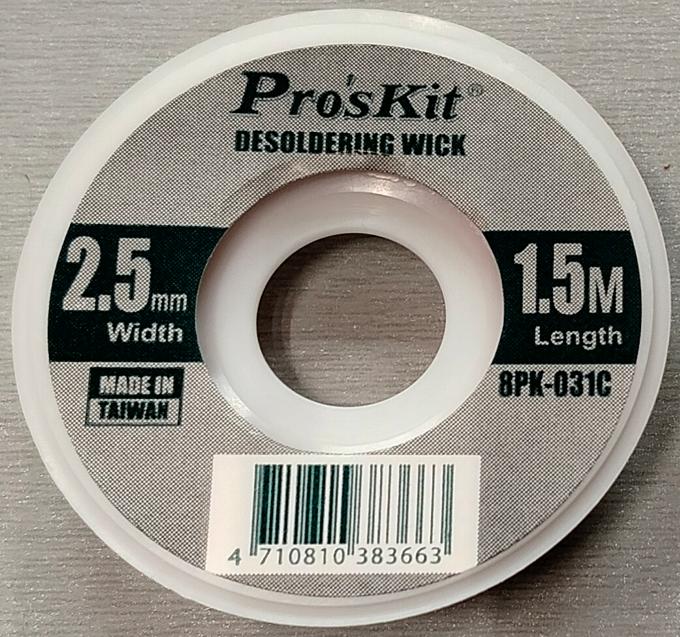 Pro'sKit®
DESOLDERING WICK
2.5mm
Width
1.5M
Length
MADE IN
TAIWAN
8PK-031C
4 710810 383663